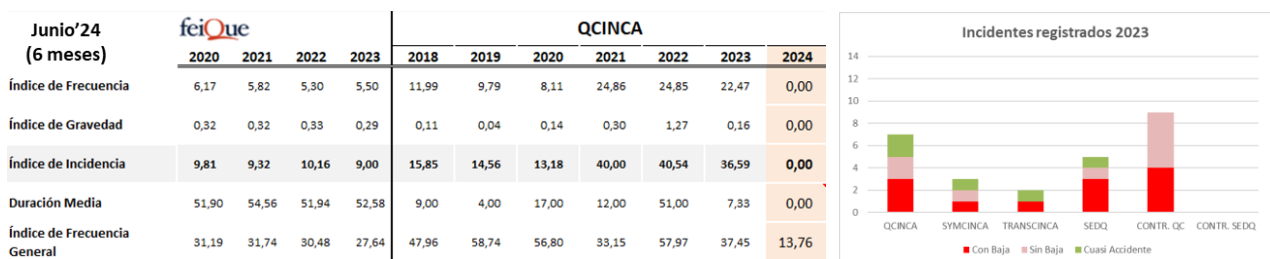 Junio’24
(6 meses)
feiQue
QCINCA
2020 2021 2022 2023 2018 2019 2020 2021 2022 2023 2024
Índice de Frecuencia 6,17 5,82 5,30 5,50 11,99 9,79 8,11 24,86 24,85 22,47 0,00
Índice de Gravedad 0,32 0,32 0,33 0,29 0,11 0,04 0,14 0,30 1,27 0,16 0,00
Índice de Incidencia 9,81 9,32 10,16 9,00 15,85 14,56 13,18 40,00 40,54 36,59 0,00
Duración Media 51,90 54,56 51,94 52,58 9,00 4,00 17,00 12,00 51,00 7,33 0,00
Índice de Frecuencia
General 31,19 31,74 30,48 27,64 47,96 58,74 56,80 33,15 57,97 37,45 13,76
Incidentes registrados 2023
14
12
10
8
6
4
2
0
QCINCA SYMCINCA TRANSCINCA SEDQ CONTR. QC CONTR. SEDQ
Con Baja Sin Baja Cuasi Accidente